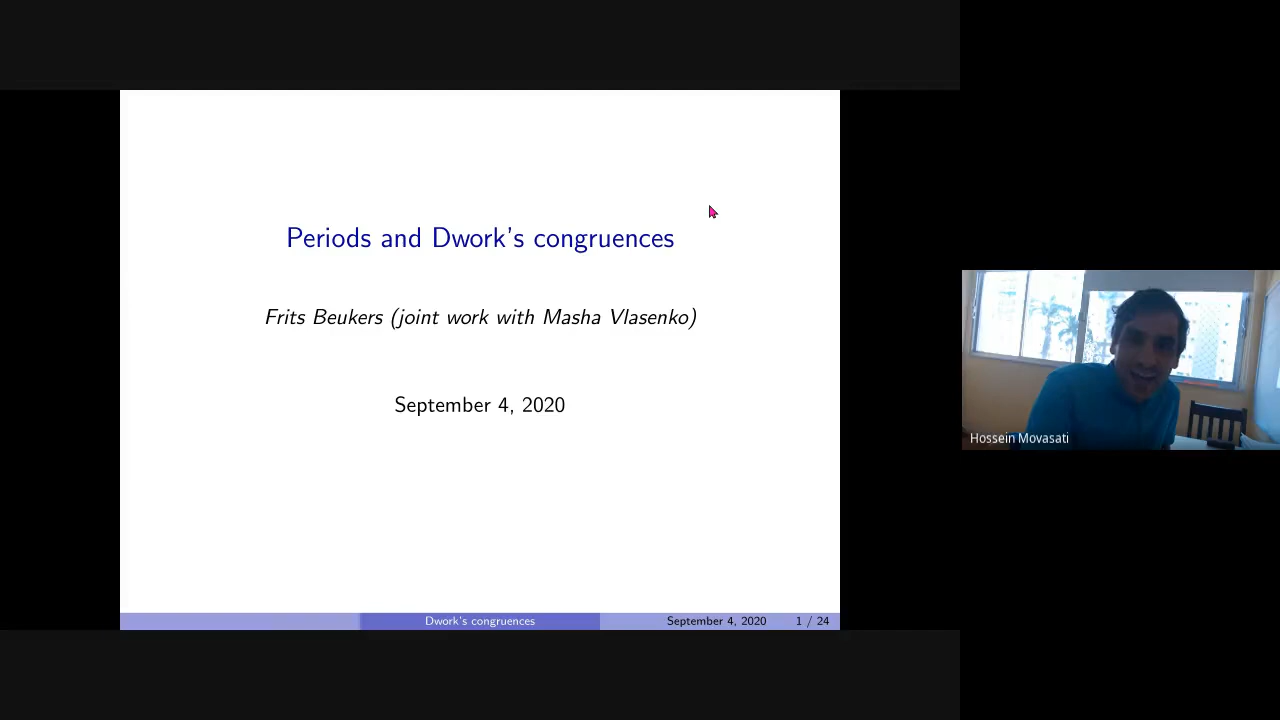 Periods and Dwork's congruences
Frits Beukers (joint work with Masha Vlasenko)
September 4, 2020
Dwork's congruences
September 4, 2020
1 / 24
Hossein Movasati